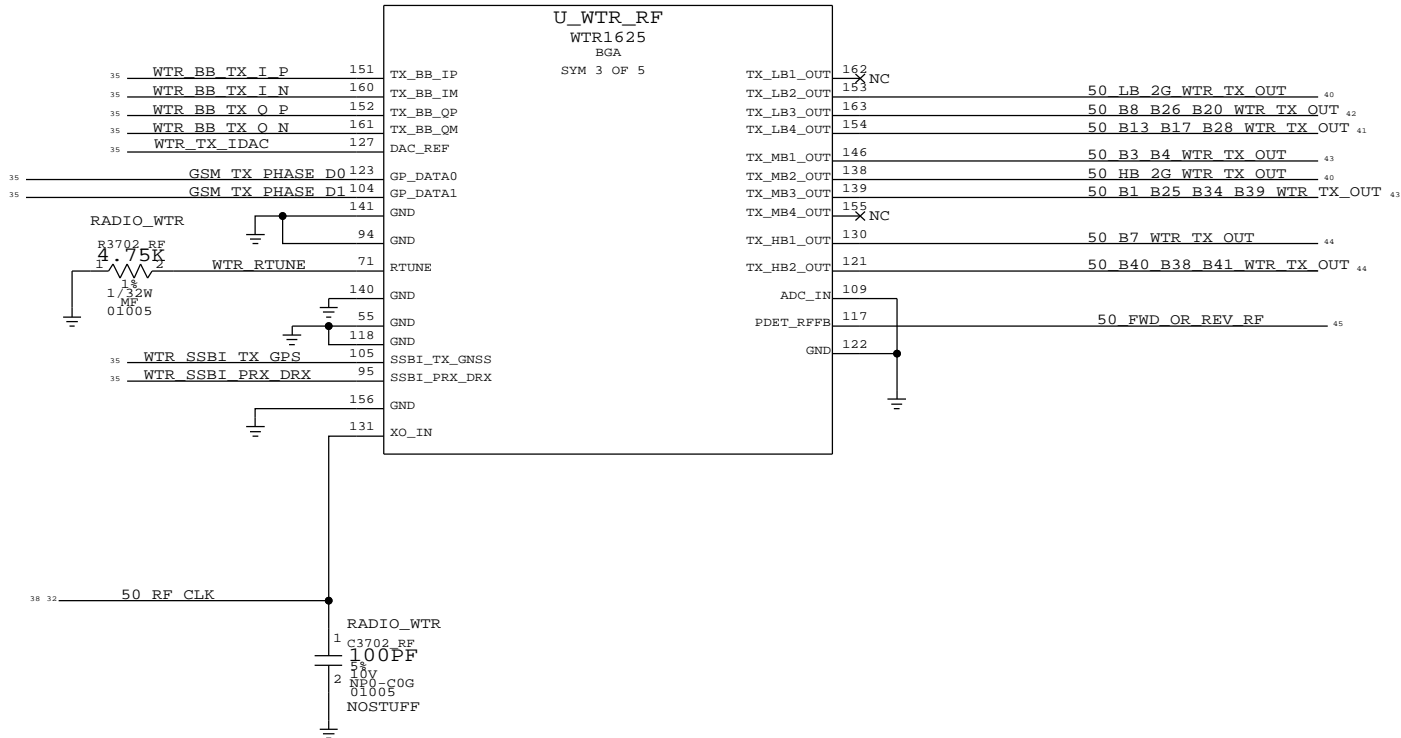 U_WTR_RF
WTR1625
BGA
SYM 3 OF 5
35 WTR_BB_TX_I_P 151 TX_BB_IP
35 WTR_BB_TX_I_N 160 TX_BB_IM
35 WTR_BB_TX_Q_P 152 TX_BB_QP
35 WTR_BB_TX_Q_N 161 TX_BB_QM
35 WTR_TX_IDAC 127 DAC_REF
35 GSM_TX_PHASE_D0 123 GP_DATA0
35 GSM_TX_PHASE_D1 104 GP_DATA1
141 GND
94 GND
RADIO_WTR
R3702_RF
4.75K
1 2
1%
1/32W
MF
01005
WTR_RTUNE 71 RTUNE
140 GND
55 GND
118 GND
35 WTR_SSBI_TX_GPS 105 SSBI_TX_GNSS
35 WTR_SSBI_PRX_DRX 95 SSBI_PRX_DRX
156 GND
131 XO_IN
TX_LB1_OUT 162 NC
TX_LB2_OUT 153 50_LB_2G_WTR_TX_OUT 40
TX_LB3_OUT 163 50_B8_B26_B20_WTR_TX_OUT 42
TX_LB4_OUT 154 50_B13_B17_B28_WTR_TX_OUT 41
TX_MB1_OUT 146 50_B3_B4_WTR_TX_OUT 43
TX_MB2_OUT 138 50_HB_2G_WTR_TX_OUT 40
TX_MB3_OUT 139 50_B1_B25_B34_B39_WTR_TX_OUT 43
TX_MB4_OUT 155 NC
TX_HB1_OUT 130 50_B7_WTR_TX_OUT 44
TX_HB2_OUT 121 50_B40_B38_B41_WTR_TX_OUT 44
ADC_IN 109
PDET_RFFB 117 50_FWD_OR_REV_RF 45
GND 122
38 32 50_RF_CLK
RADIO_WTR
1 C3702_RF
100PF
5%
10V
2 NP0-C0G
01005
NOSTUFF